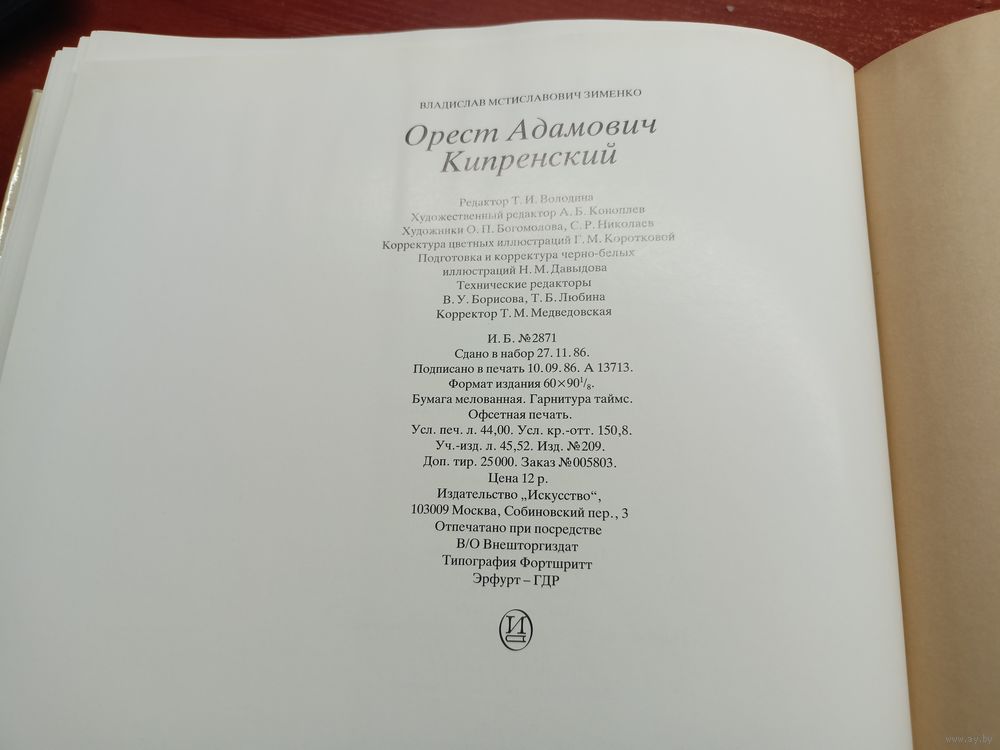 ВЛАДИСЛАВ МСТИСЛАВОВИЧ ЗИМЕНКО
Орест Адамович
Кипренский
Редактор Т. И. Володина
Художественный редактор А. Б. Коноплев
Художники О. П. Богомолова, С. Р. Николаев
Корректура цветных иллюстраций Г. М. Коротковой
Подготовка и корректура черно-белых
иллюстраций Н. М. Давыдова
Технические редакторы
В. У. Борисова, Т. Б. Любина
Корректор Т. М. Медведовская
И. Б. №2871
Сдано в набор 27. 11. 86.
Подписано в печать 10. 09. 86. А 13713.
Формат издания 60×90¹/₈.
Бумага мелованная. Гарнитура таймс.
Офсетная печать.
Усл. печ. л. 44,00. Усл. кр.-отт. 150,8.
Уч.-изд. л. 45,52. Изд. №209.
Доп. тир. 25000. Заказ №005803.
Цена 12 р.
Издательство „Искусство“,
103009 Москва, Собиновский пер., 3
Отпечатано при посредстве
В/О Внешторгиздат
Типография Фортшритт
Эрфурт – ГДР
И
www.ay.by